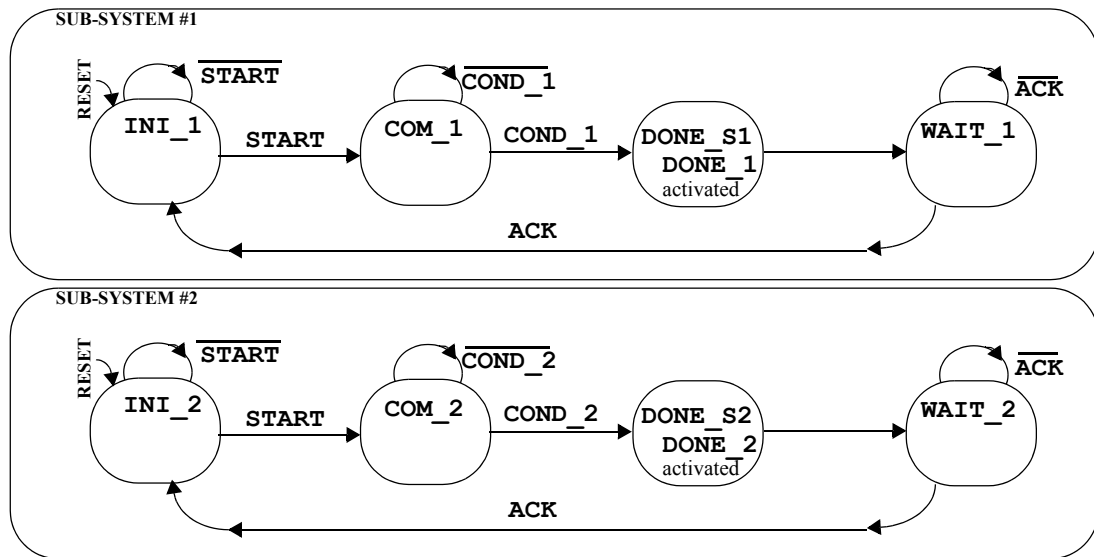 SUB-SYSTEM #1
RESET
START
COND_1
ACK
INI_1
START
COM_1
COND_1
DONE_S1
DONE_1
activated
WAIT_1
ACK
SUB-SYSTEM #2
RESET
START
COND_2
ACK
INI_2
START
COM_2
COND_2
DONE_S2
DONE_2
activated
WAIT_2
ACK